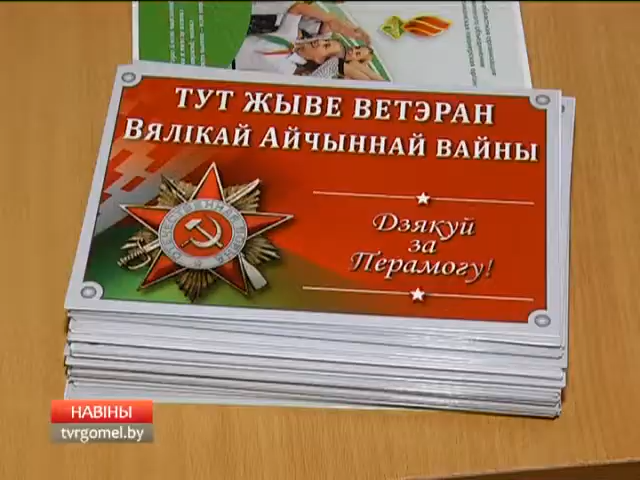 ТУТ ЖЫВЕ ВЕТЭРАН
ВЯЛІКАЙ АЙЧЫННАЙ ВАЙНЫ
Дзякуй
за
Перамогу!
НАВІНЫ
tvrgomel.by